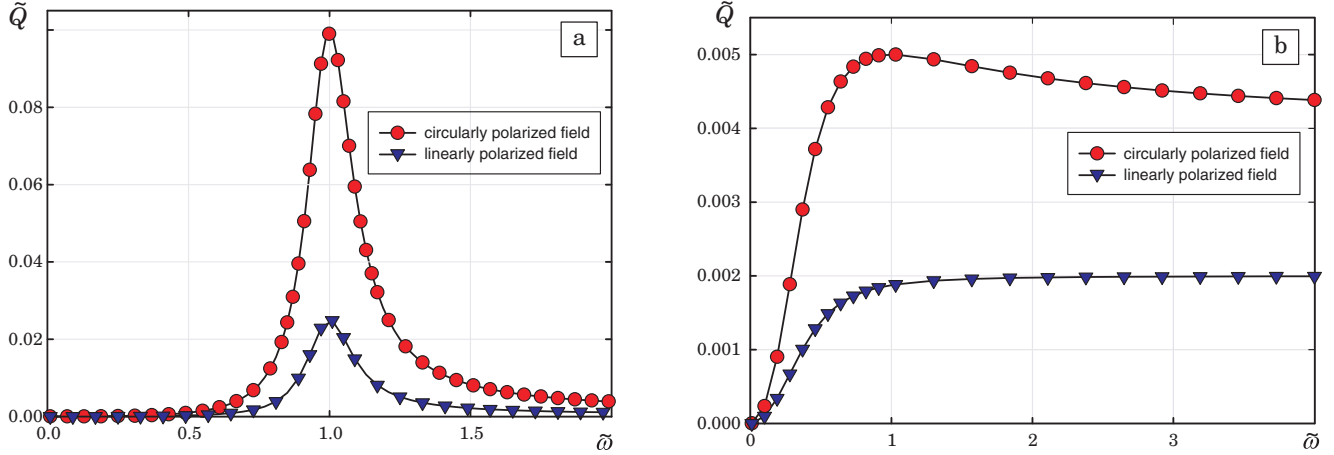 Q̃
a
0.08
0.06
0.04
0.02
0.00
circularly polarized field
linearly polarized field
0.0
0.5
1.0
1.5
ω̃
Q̃
b
0.005
0.004
0.003
0.002
0.001
0.000
circularly polarized field
linearly polarized field
0
1
2
3
ω̃